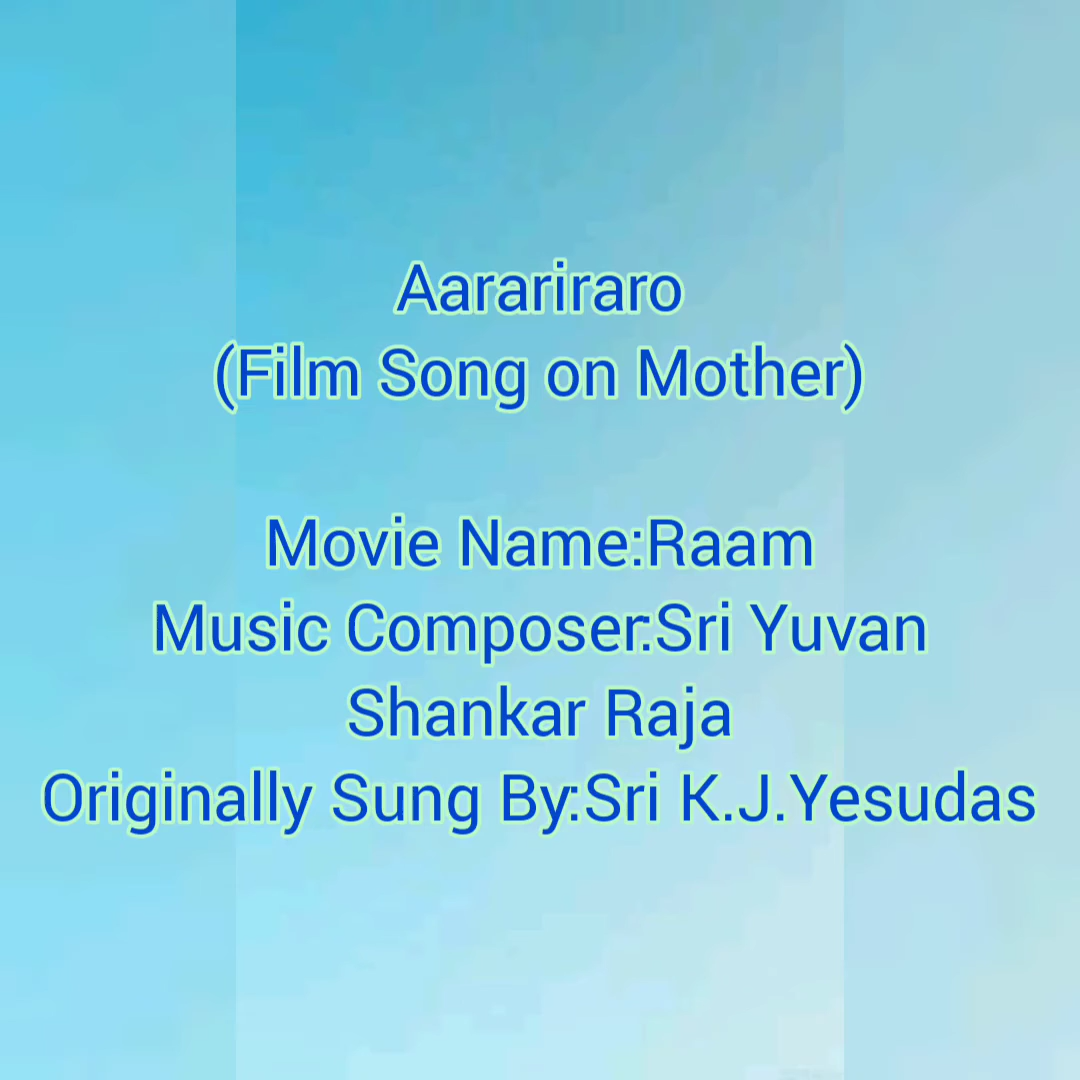 Aarariraro
(Film Song on Mother)
Movie Name:Raam
Music Composer:Sri Yuvan
Shankar Raja
Originally Sung By:Sri K.J.Yesudas